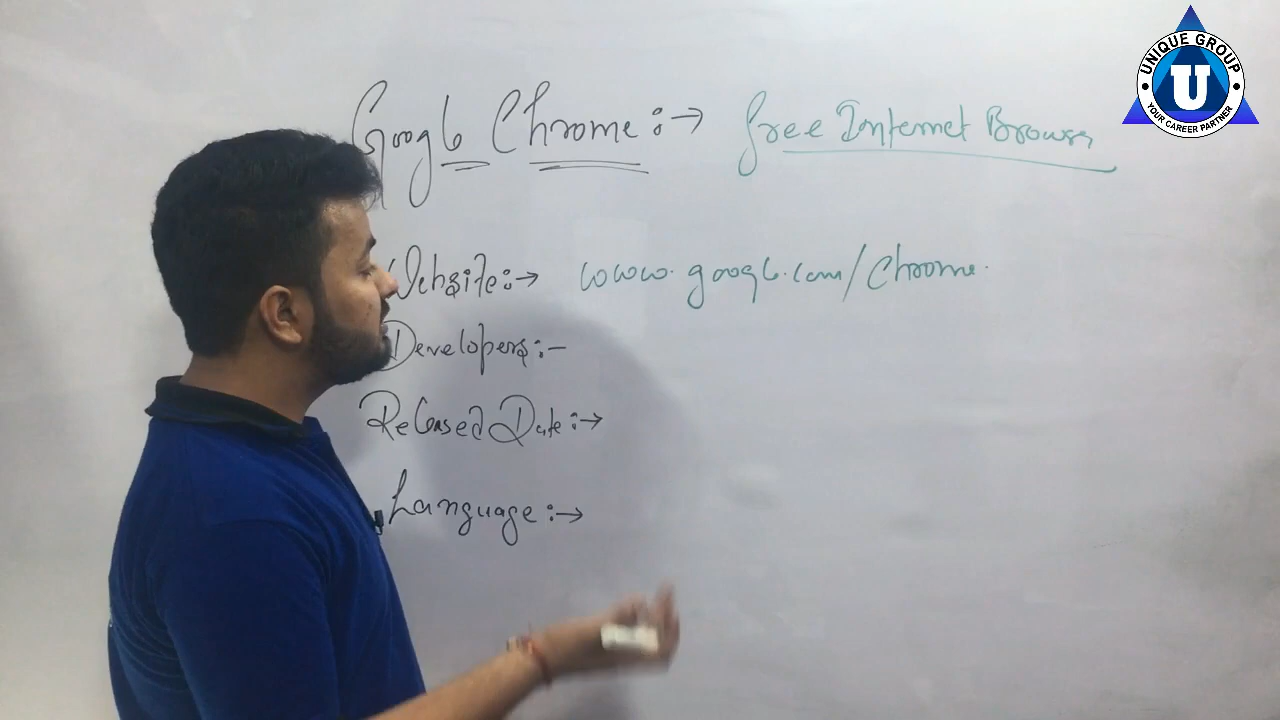 Google Chrome :→ free Internet Browser
Website :→ www.google.com/Chrome.
Developers :-
Released Date :→
Language :→
UNIQUE GROUP
U
YOUR CAREER PARTNER